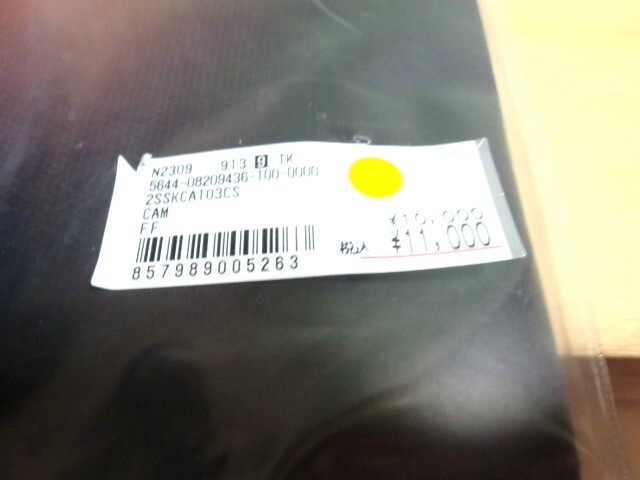 N2309 913 9 TK
5644-08209436-100-0000
2SSKCA103CS
CAM
FF
¥10,000
税込 ¥11,000
857989005263